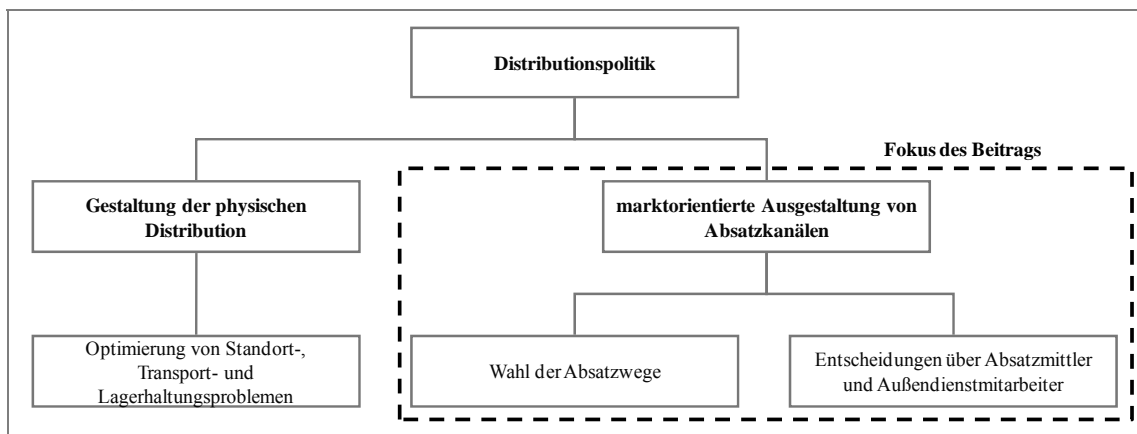 Distributionspolitik
Fokus des Beitrags
Gestaltung der physischen
Distribution
marktorientierte Ausgestaltung von
Absatzkanälen
Optimierung von Standort-,
Transport- und
Lagerhaltungsproblemen
Wahl der Absatzwege
Entscheidungen über Absatzmittler
und Außendienstmitarbeiter